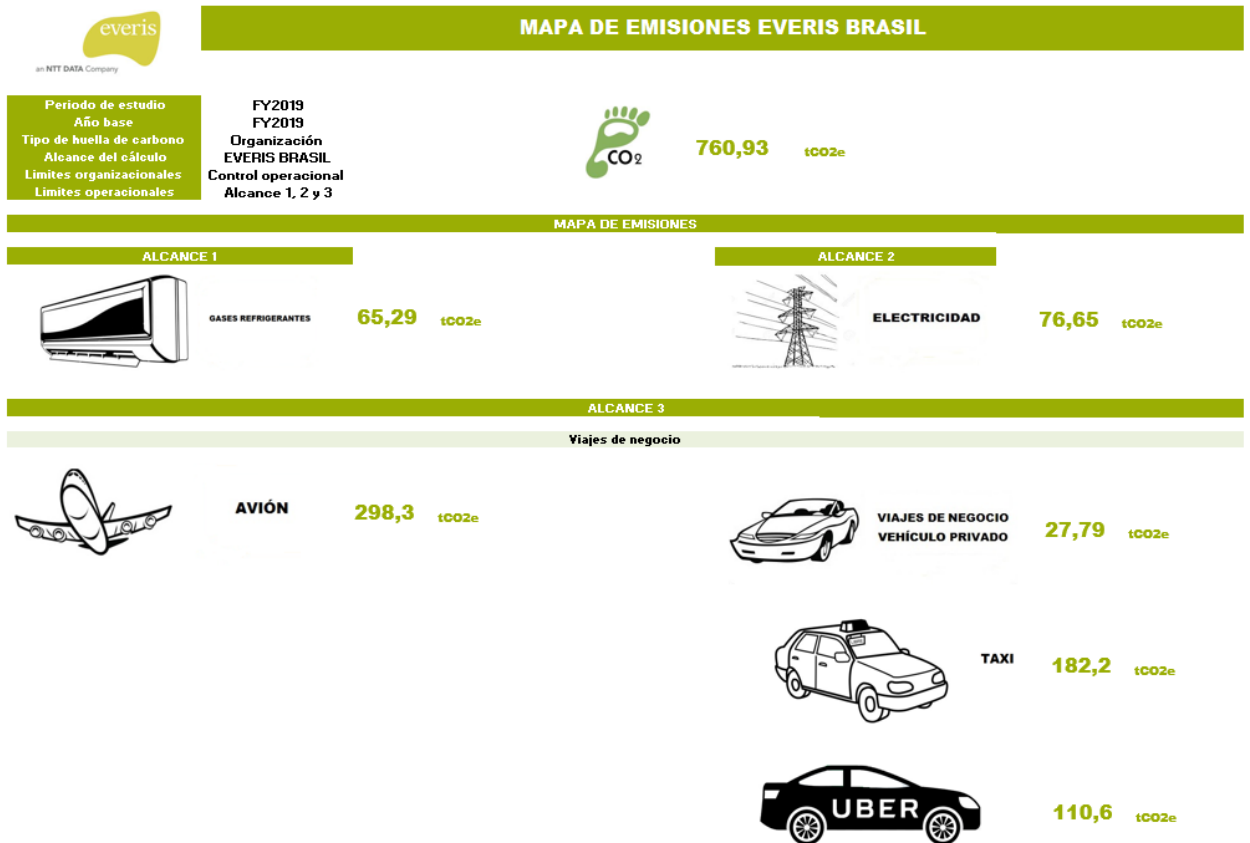 everis
an NTT DATA Company
MAPA DE EMISIONES EVERIS BRASIL
Periodo de estudio FY2019
Año base FY2019
Tipo de huella de carbono Organización
Alcance del cálculo EVERIS BRASIL
Limites organizacionales Control operacional
Limites operacionales Alcance 1, 2 y 3
CO2 760,93 tCO2e
MAPA DE EMISIONES
ALCANCE 1
ALCANCE 2
GASES REFRIGERANTES 65,29 tCO2e
ELECTRICIDAD 76,65 tCO2e
ALCANCE 3
Viajes de negocio
AVIÓN 298,3 tCO2e
VIAJES DE NEGOCIO
VEHÍCULO PRIVADO 27,79 tCO2e
TAXI 182,2 tCO2e
UBER 110,6 tCO2e